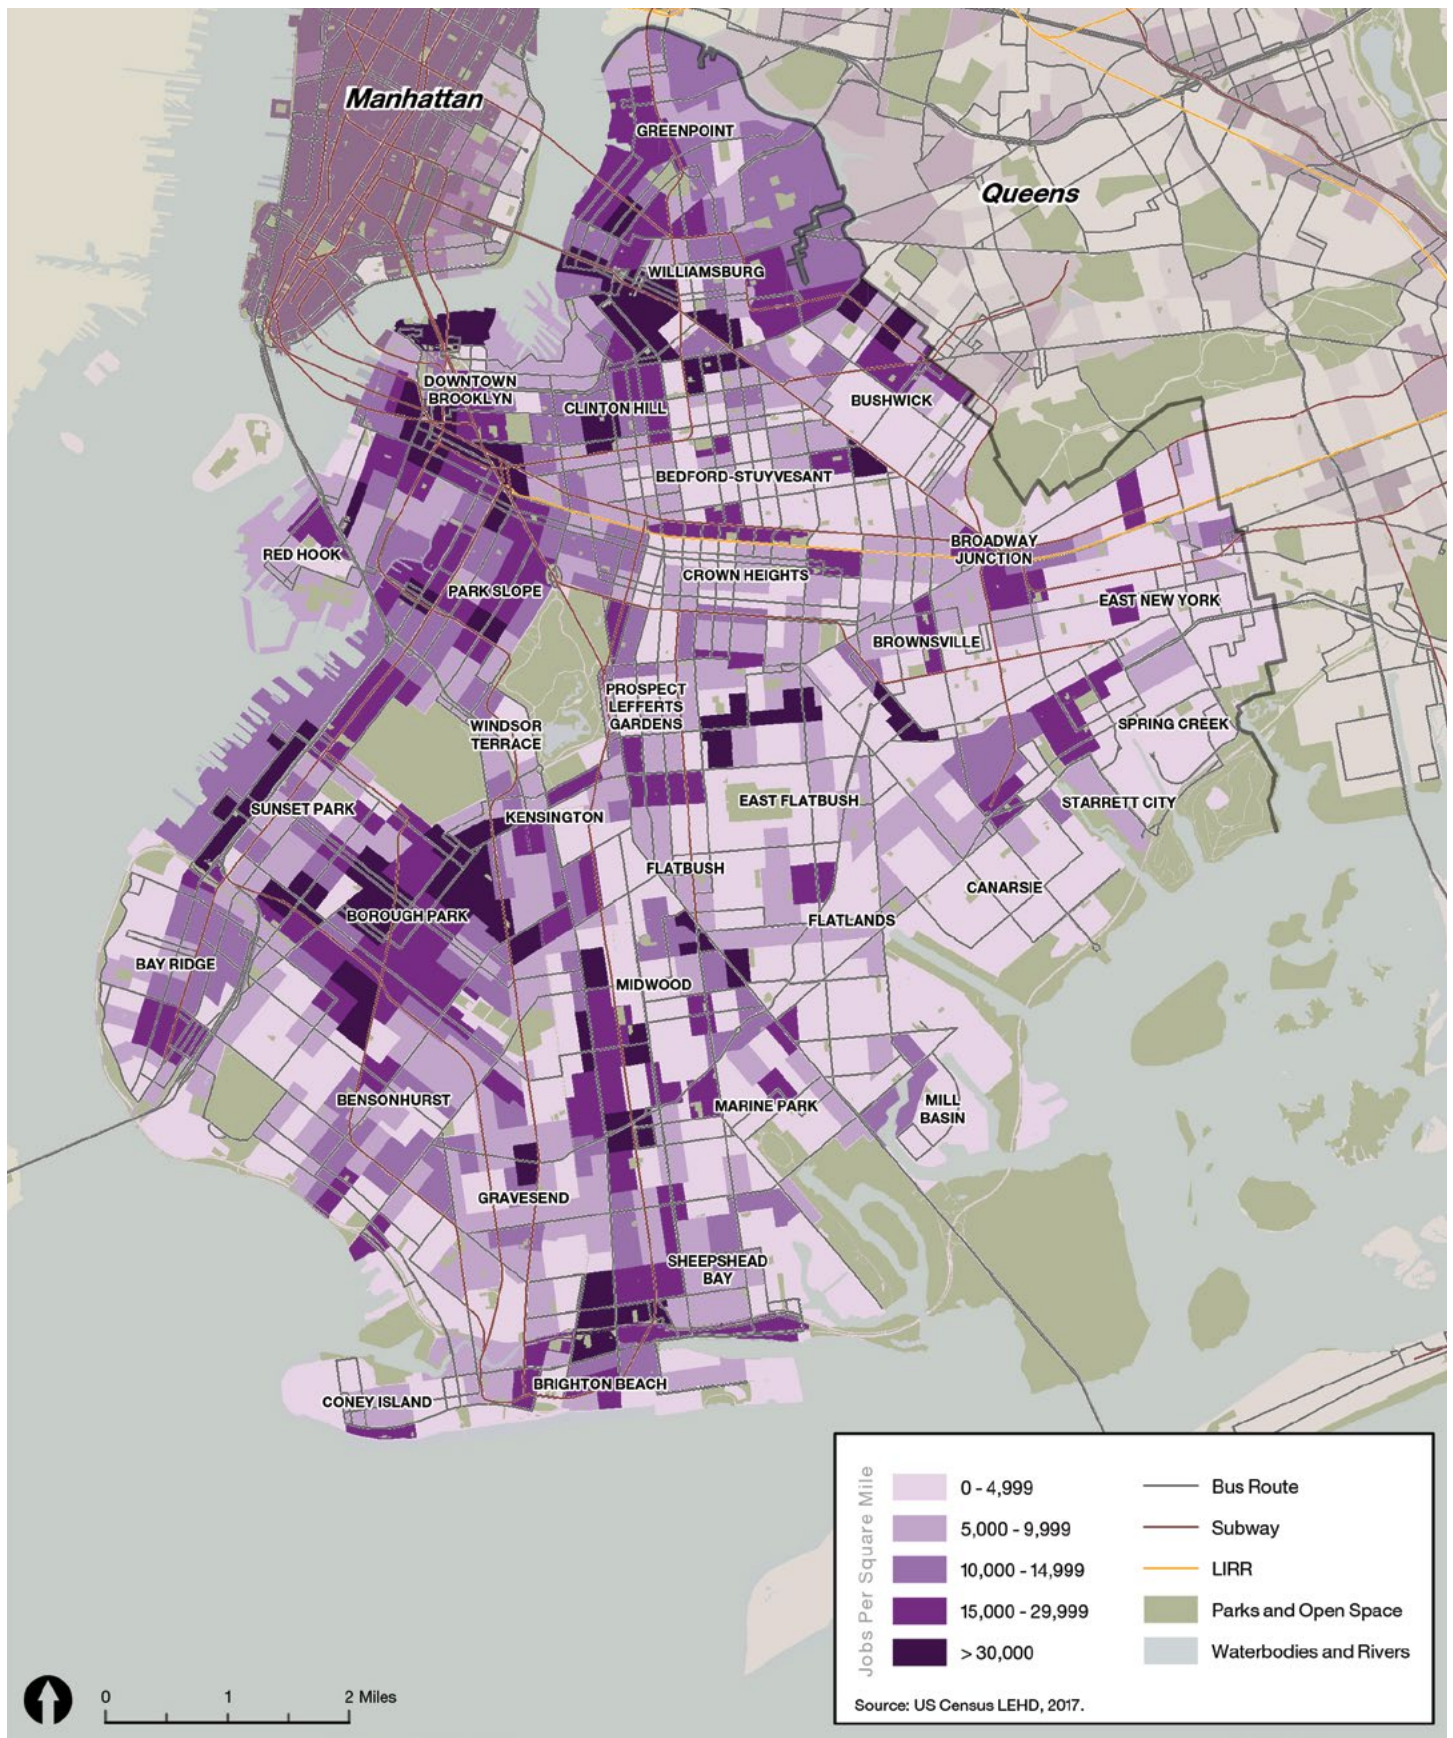 Manhattan
GREENPOINT
Queens
WILLIAMSBURG
DOWNTOWN
BROOKLYN
CLINTON HILL
BUSHWICK
BEDFORD-STUYVESANT
BROADWAY
JUNCTION
RED HOOK
CROWN HEIGHTS
PARK SLOPE
EAST NEW YORK
BROWNSVILLE
PROSPECT
LEFFERTS
GARDENS
WINDSOR
TERRACE
SPRING CREEK
SUNSET PARK
EAST FLATBUSH
STARRETT CITY
KENSINGTON
FLATBUSH
CANARSIE
BOROUGH PARK
FLATLANDS
BAY RIDGE
MIDWOOD
BENSONHURST
MARINE PARK
MILL
BASIN
GRAVESEND
SHEEPSHEAD
BAY
BRIGHTON BEACH
CONEY ISLAND
Jobs Per Square Mile
0 - 4,999
5,000 - 9,999
10,000 - 14,999
15,000 - 29,999
> 30,000
Bus Route
Subway
LIRR
Parks and Open Space
Waterbodies and Rivers
Source: US Census LEHD, 2017.
0 1 2 Miles